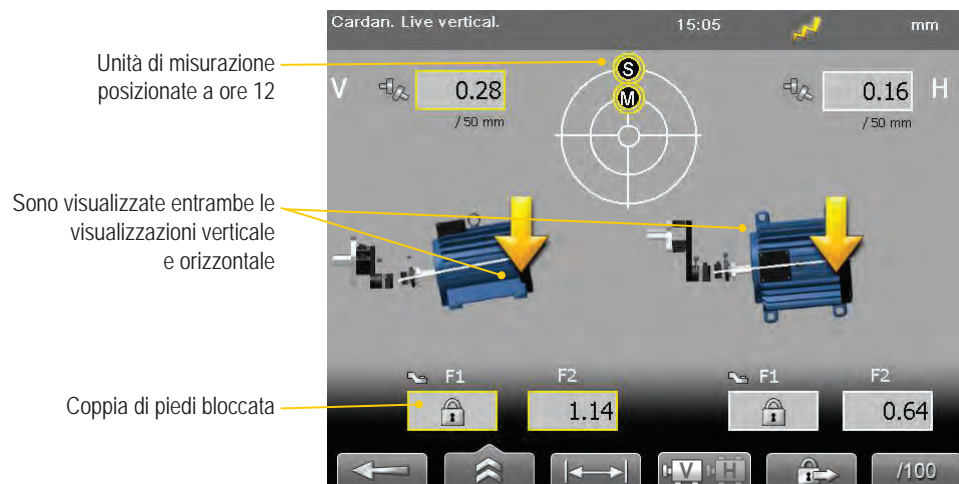 Cardan. Live vertical. 15:05 mm
Unità di misurazione
posizionate a ore 12
S
M
V 0.28 0.16 H
/ 50 mm / 50 mm
Sono visualizzate entrambe le
visualizzazioni verticale
e orizzontale
F1 F2 F1 F2
Coppia di piedi bloccata
1.14 0.64
V H /100